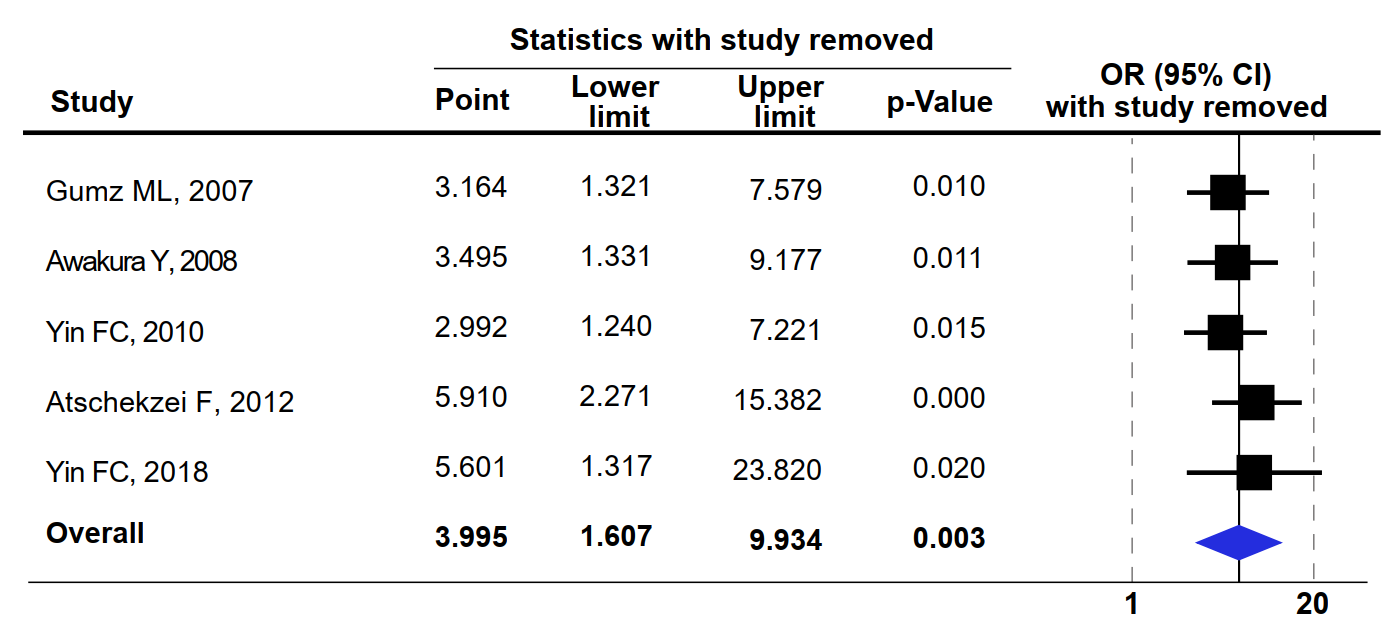 Statistics with study removed
Study Point Lower limit Upper limit p-Value OR (95% CI) with study removed
Gumz ML, 2007 3.164 1.321 7.579 0.010
Awakura Y, 2008 3.495 1.331 9.177 0.011
Yin FC, 2010 2.992 1.240 7.221 0.015
Atschekzei F, 2012 5.910 2.271 15.382 0.000
Yin FC, 2018 5.601 1.317 23.820 0.020
Overall 3.995 1.607 9.934 0.003
1 20